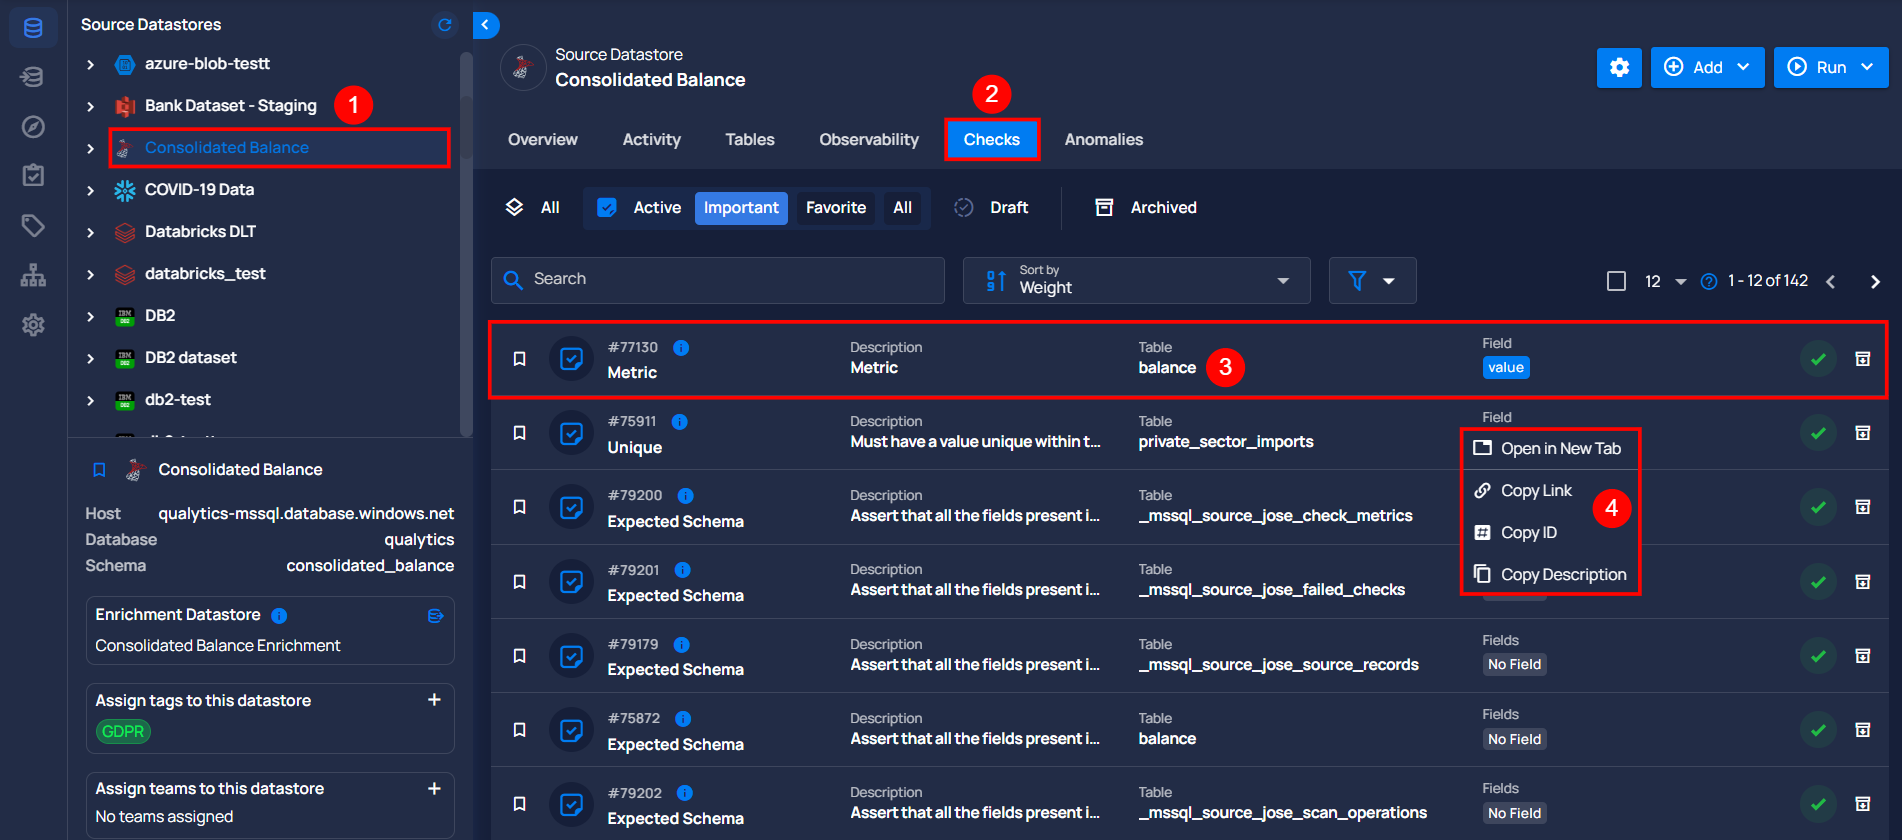 Source Datastores
azure-blob-testt
Bank Dataset - Staging
1
Consolidated Balance
COVID-19 Data
Databricks DLT
databricks_test
DB2
DB2 dataset
db2-test
Consolidated Balance
Host qualytics-mssql.database.windows.net
Database qualytics
Schema consolidated_balance
Enrichment Datastore
Consolidated Balance Enrichment
Assign tags to this datastore
GDPR
Assign teams to this datastore
No teams assigned
Source Datastore
Consolidated Balance
Add
Run
2
Overview Activity Tables Observability Checks Anomalies
All Active Important Favorite All Draft Archived
Search
Sort by
Weight
12 1 - 12 of 142
#77130 Description Table Field
Metric Metric balance 3 value
#75911 Description Table Field
Unique Must have a value unique within t... private_sector_imports
#79200 Description Table
Expected Schema Assert that all the fields present i... _mssql_source_jose_check_metrics
#79201 Description Table
Expected Schema Assert that all the fields present i... _mssql_source_jose_failed_checks
Open in New Tab
Copy Link
4
Copy ID
Copy Description
#79179 Description Table Fields
Expected Schema Assert that all the fields present i... _mssql_source_jose_source_records No Field
#75872 Description Table Fields
Expected Schema Assert that all the fields present i... balance No Field
#79202 Description Table Fields
Expected Schema Assert that all the fields present i... _mssql_source_jose_scan_operations No Field